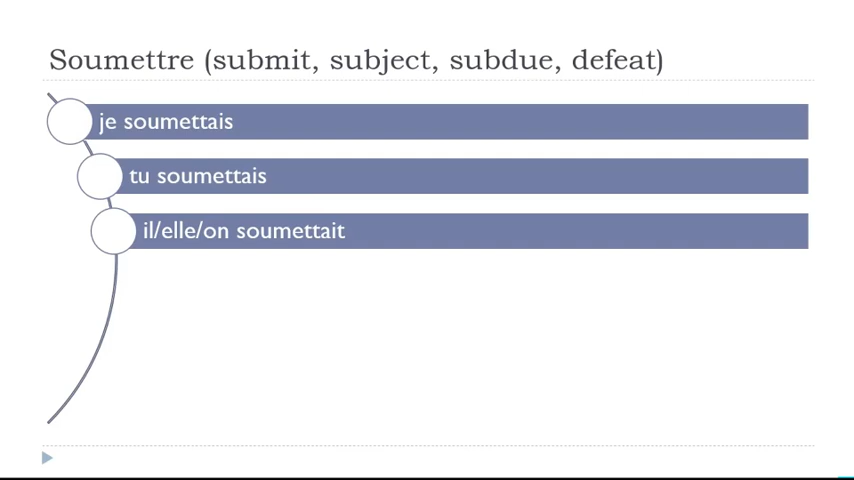 Soumettre (submit, subject, subdue, defeat)
je soumettais
tu soumettais
il/elle/on soumettait